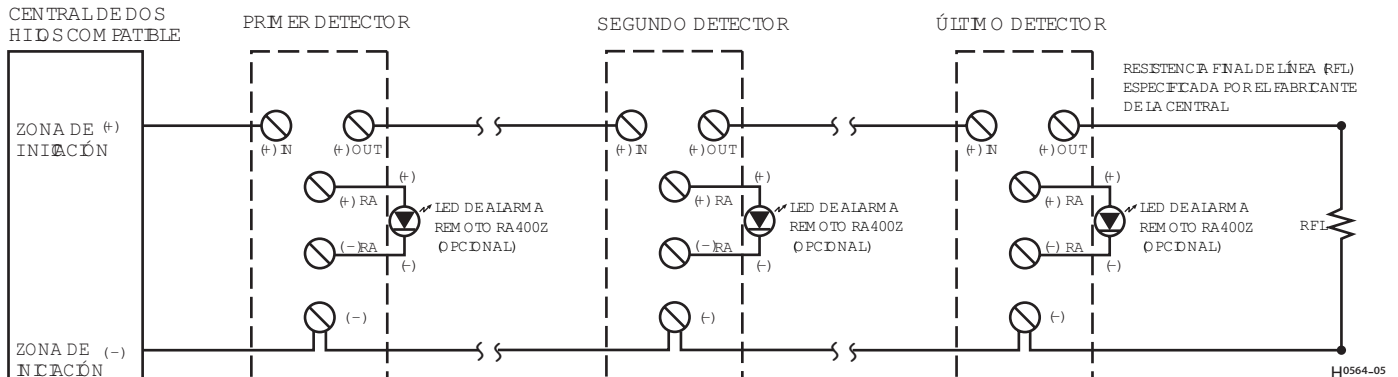 CENTRAL DE DOS
HILOS COMPATIBLE
PRIMER DETECTOR
SEGUNDO DETECTOR
ÚLTIMO DETECTOR
RESISTENCIA FINAL DE LÍNEA (RFL)
ESPECIFICADA POR EL FABRICANTE
DE LA CENTRAL
ZONA DE (+)
INICIACIÓN
(+) IN
(+) OUT
(+) IN
(+) OUT
(+) IN
(+) OUT
(+)
(+) RA
LED DE ALARMA
REMOTO RA400Z
(OPCIONAL)
(−) RA
(−)
(+)
(+) RA
LED DE ALARMA
REMOTO RA400Z
(OPCIONAL)
(−) RA
(−)
(+)
(+) RA
LED DE ALARMA
REMOTO RA400Z
(OPCIONAL)
(−) RA
(−)
RFL
(−)
(−)
(−)
ZONA DE (−)
INICIACIÓN
H0564-05